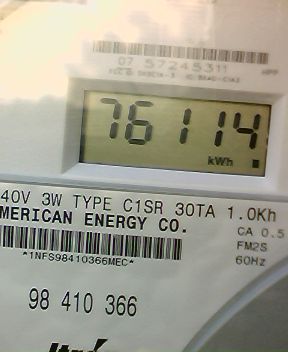 07 57245311
76114
kWh
40V 3W TYPE C1SR 30TA 1.0Kh
MERICAN ENERGY CO.
CA 0.5
FM2S
60Hz
*1NFS98410366MEC*
98 410 366